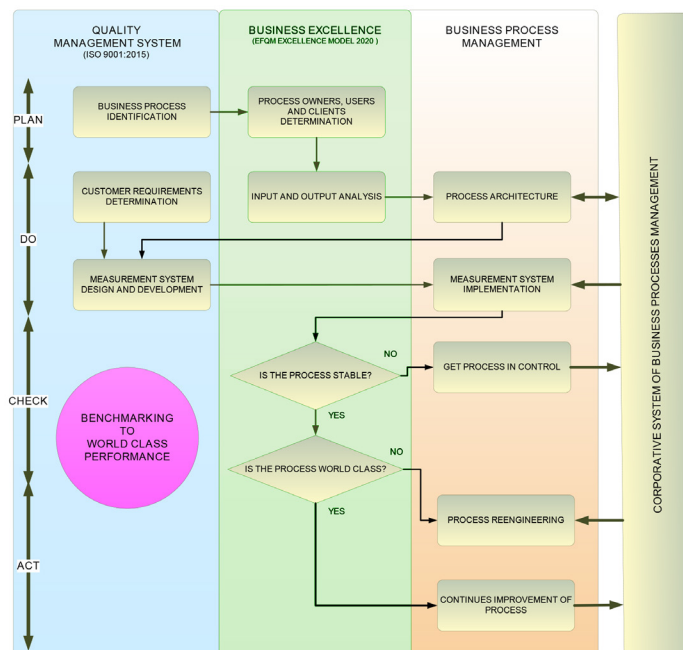 QUALITY
MANAGEMENT SYSTEM
(ISO 9001:2015)
BUSINESS EXCELLENCE
(EFQM EXCELLENCE MODEL 2020 )
BUSINESS PROCESS
MANAGEMENT
PLAN
BUSINESS PROCESS
IDENTIFICATION
PROCESS OWNERS, USERS
AND CLIENTS
DETERMINATION
DO
CUSTOMER REQUIREMENTS
DETERMINATION
INPUT AND OUTPUT ANALYSIS
PROCESS ARCHITECTURE
MEASUREMENT SYSTEM
DESIGN AND DEVELOPMENT
MEASUREMENT SYSTEM
IMPLEMENTATION
CHECK
IS THE PROCESS STABLE?
NO
GET PROCESS IN CONTROL
YES
BENCHMARKING
TO
WORLD CLASS
PERFORMANCE
IS THE PROCESS WORLD CLASS?
NO
YES
PROCESS REENGINEERING
ACT
CONTINUES IMPROVEMENT OF
PROCESS
CORPORATIVE SYSTEM OF BUSINESS PROCESSES MANAGEMENT